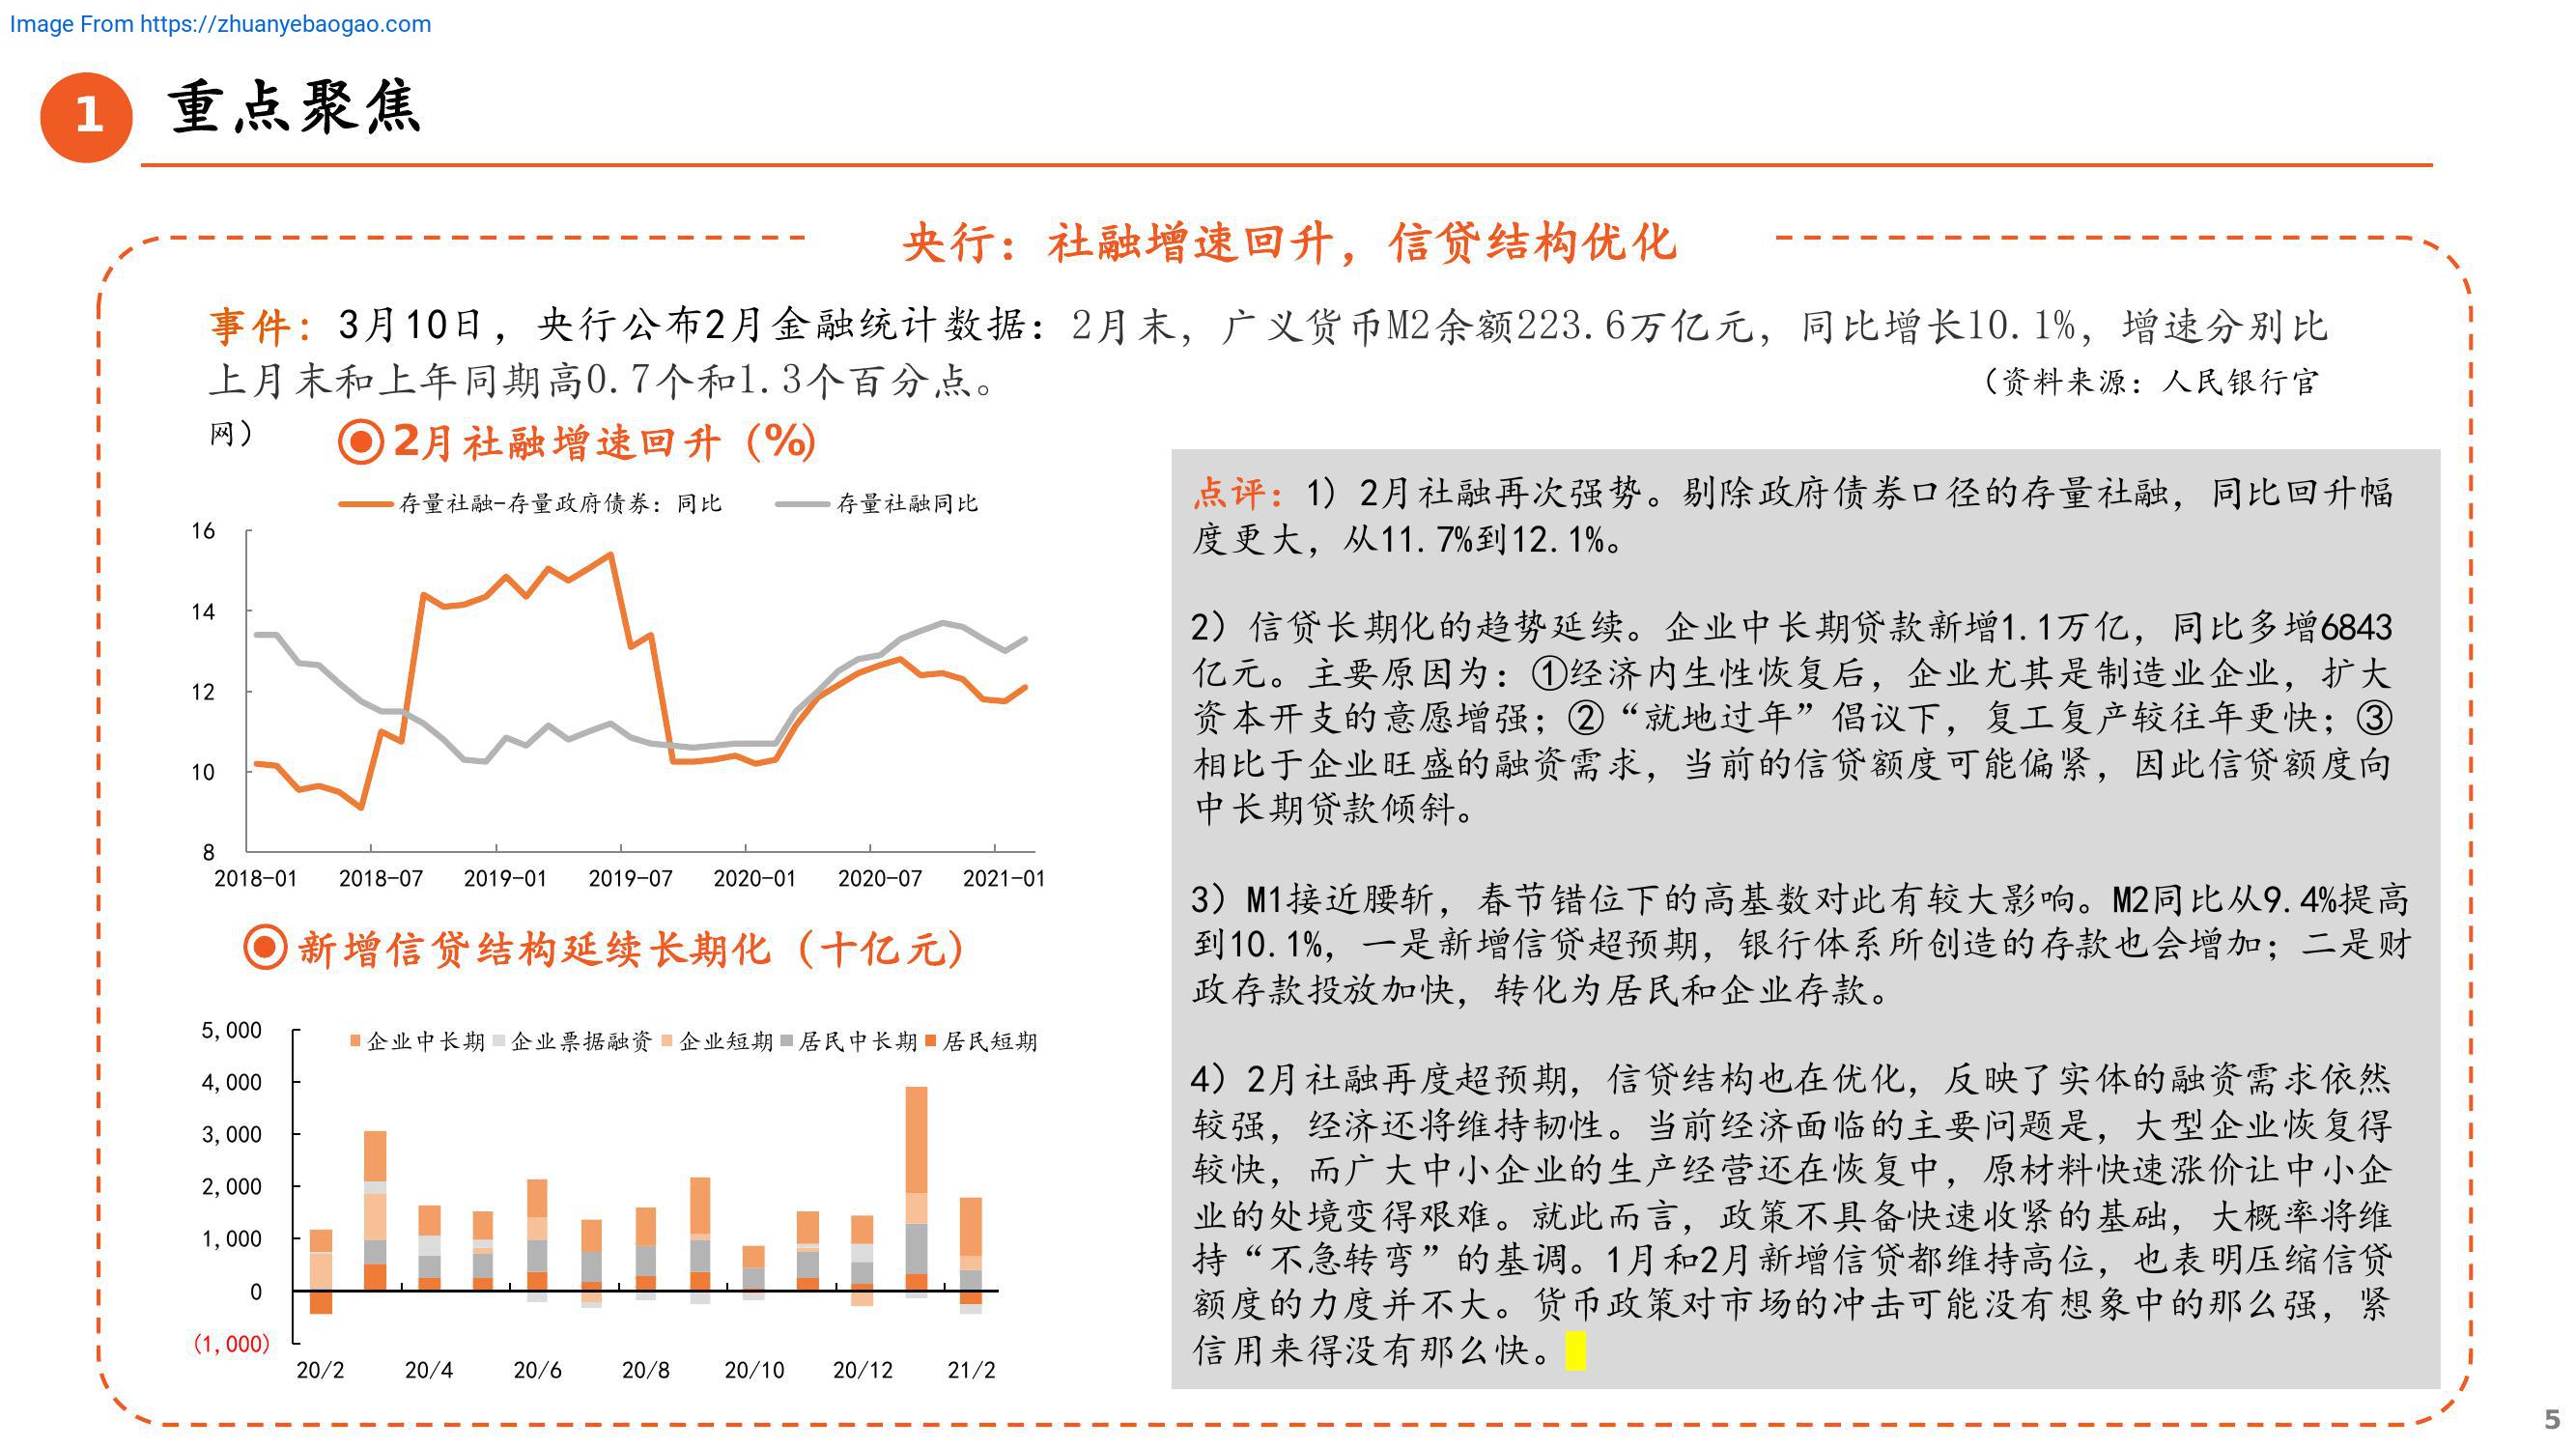 Image From https://zhuanyebaogao.com
1
重点聚焦
央行：社融增速回升，信贷结构优化
事件：3月10日，央行公布2月金融统计数据：2月末，广义货币M2余额223.6万亿元，同比增长10.1%，增速分别比
上月末和上年同期高0.7个和1.3个百分点。 （资料来源：人民银行官
网）
2月社融增速回升（%）
存量社融-存量政府债券：同比 存量社融同比
16
14
12
10
8
2018-01 2018-07 2019-01 2019-07 2020-01 2020-07 2021-01
新增信贷结构延续长期化（十亿元）
企业中长期 企业票据融资 企业短期 居民中长期 居民短期
5,000
4,000
3,000
2,000
1,000
0
(1,000)
20/2 20/4 20/6 20/8 20/10 20/12 21/2
点评：1）2月社融再次强势。剔除政府债券口径的存量社融，同比回升幅
度更大，从11.7%到12.1%。
2）信贷长期化的趋势延续。企业中长期贷款新增1.1万亿，同比多增6843
亿元。主要原因为：①经济内生性恢复后，企业尤其是制造业企业，扩大
资本开支的意愿增强；②“就地过年”倡议下，复工复产较往年更快；③
相比于企业旺盛的融资需求，当前的信贷额度可能偏紧，因此信贷额度向
中长期贷款倾斜。
3）M1接近腰斩，春节错位下的高基数对此有较大影响。M2同比从9.4%提高
到10.1%，一是新增信贷超预期，银行体系所创造的存款也会增加；二是财
政存款投放加快，转化为居民和企业存款。
4）2月社融再度超预期，信贷结构也在优化，反映了实体的融资需求依然
较强，经济还将维持韧性。当前经济面临的主要问题是，大型企业恢复得
较快，而广大中小企业的生产经营还在恢复中，原材料快速涨价让中小企
业的处境变得艰难。就此而言，政策不具备快速收紧的基础，大概率将维
持“不急转弯”的基调。1月和2月新增信贷都维持高位，也表明压缩信贷
额度的力度并不大。货币政策对市场的冲击可能没有想象中的那么强，紧
信用来得没有那么快。
5